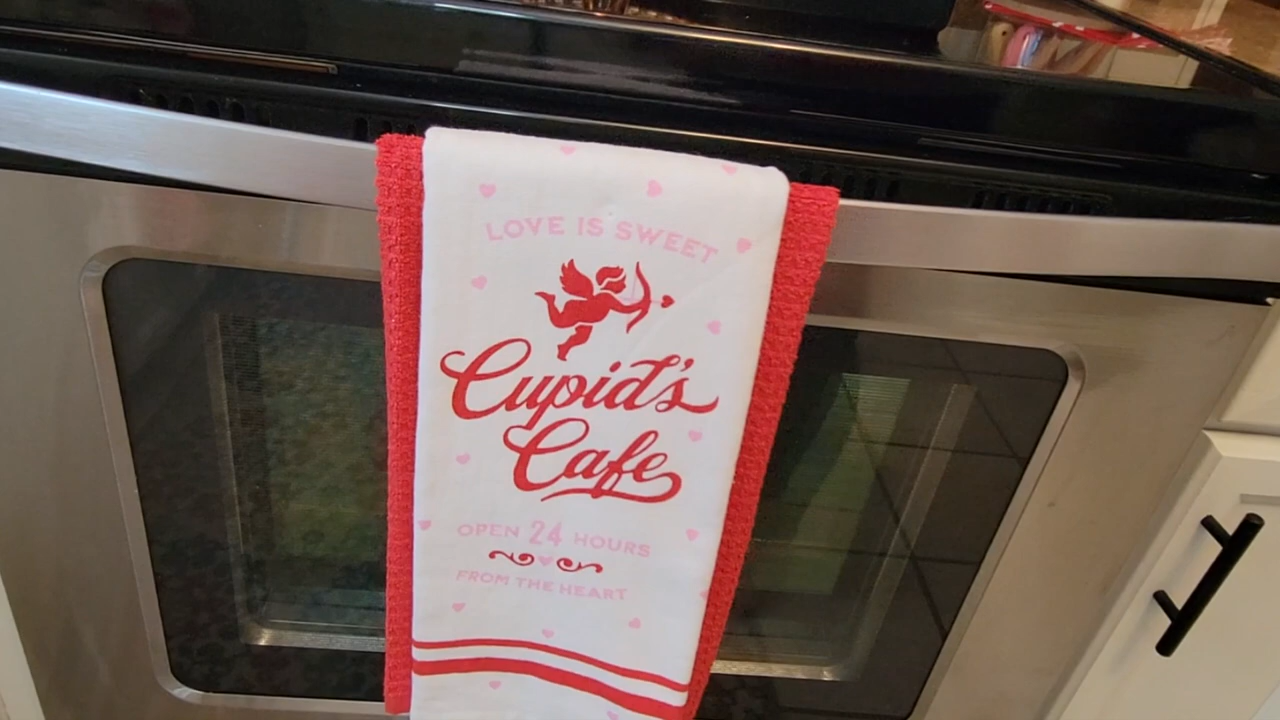 LOVE IS SWEET
Cupid's
Cafe
OPEN 24 HOURS
FROM THE HEART